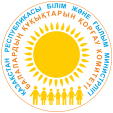 ҚАЗАҚСТАН РЕСПУБЛИКАСЫ БІЛІМ ЖӘНЕ ҒЫЛЫМ МИНИСТРЛІГІ
БАЛАЛАРДЫҢ ҚҰҚЫҚТАРЫН ҚОРҒАУ КОМИТЕТІ